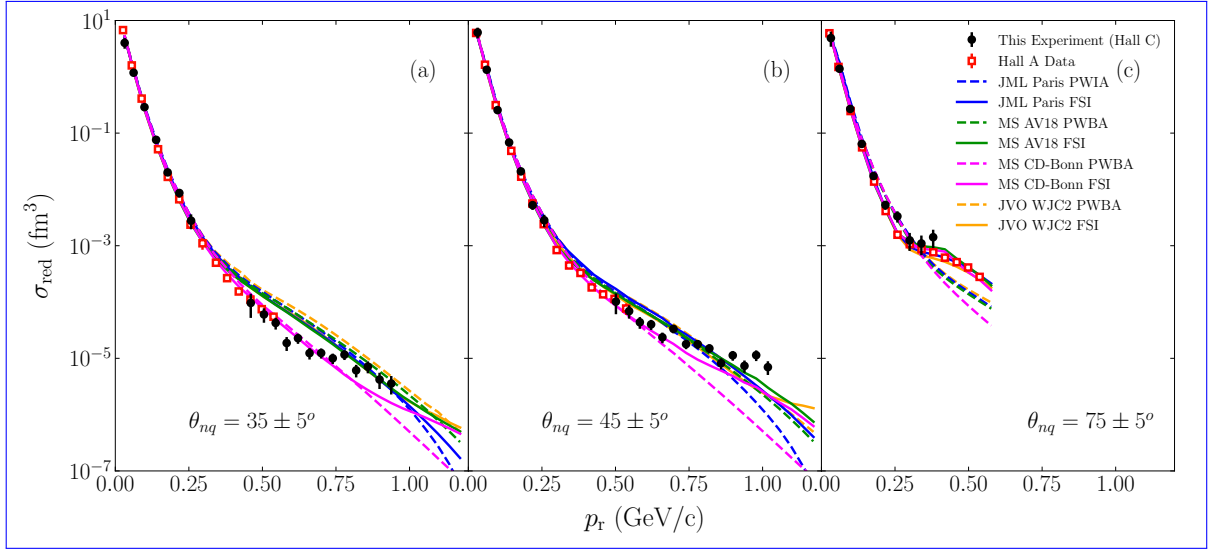 10¹
10⁻¹
10⁻³
10⁻⁵
10⁻⁷
σ_red (fm³)
(a)
θ_nq = 35 ± 5°
0.00 0.25 0.50 0.75 1.00
(b)
θ_nq = 45 ± 5°
0.00 0.25 0.50 0.75 1.00
(c)
This Experiment (Hall C)
Hall A Data
JML Paris PWIA
JML Paris FSI
MS AV18 PWBA
MS AV18 FSI
MS CD-Bonn PWBA
MS CD-Bonn FSI
JVO WJC2 PWBA
JVO WJC2 FSI
θ_nq = 75 ± 5°
0.00 0.25 0.50 0.75 1.00
p_r (GeV/c)